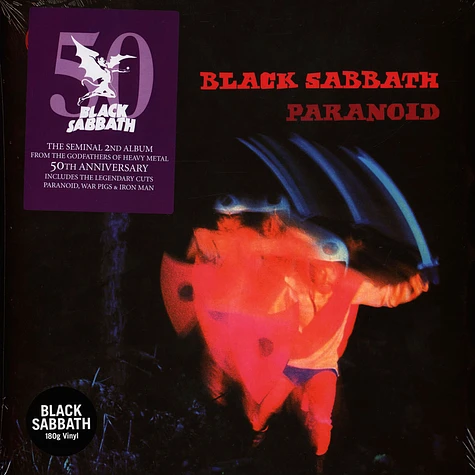 50
BLACK
SABBATH
THE SEMINAL 2ND ALBUM
FROM THE GODFATHERS OF HEAVY METAL
50TH ANNIVERSARY
INCLUDES THE LEGENDARY CUTS
PARANOID, WAR PIGS & IRON MAN
BLACK SABBATH
PARANOID
BLACK
SABBATH
180g Vinyl